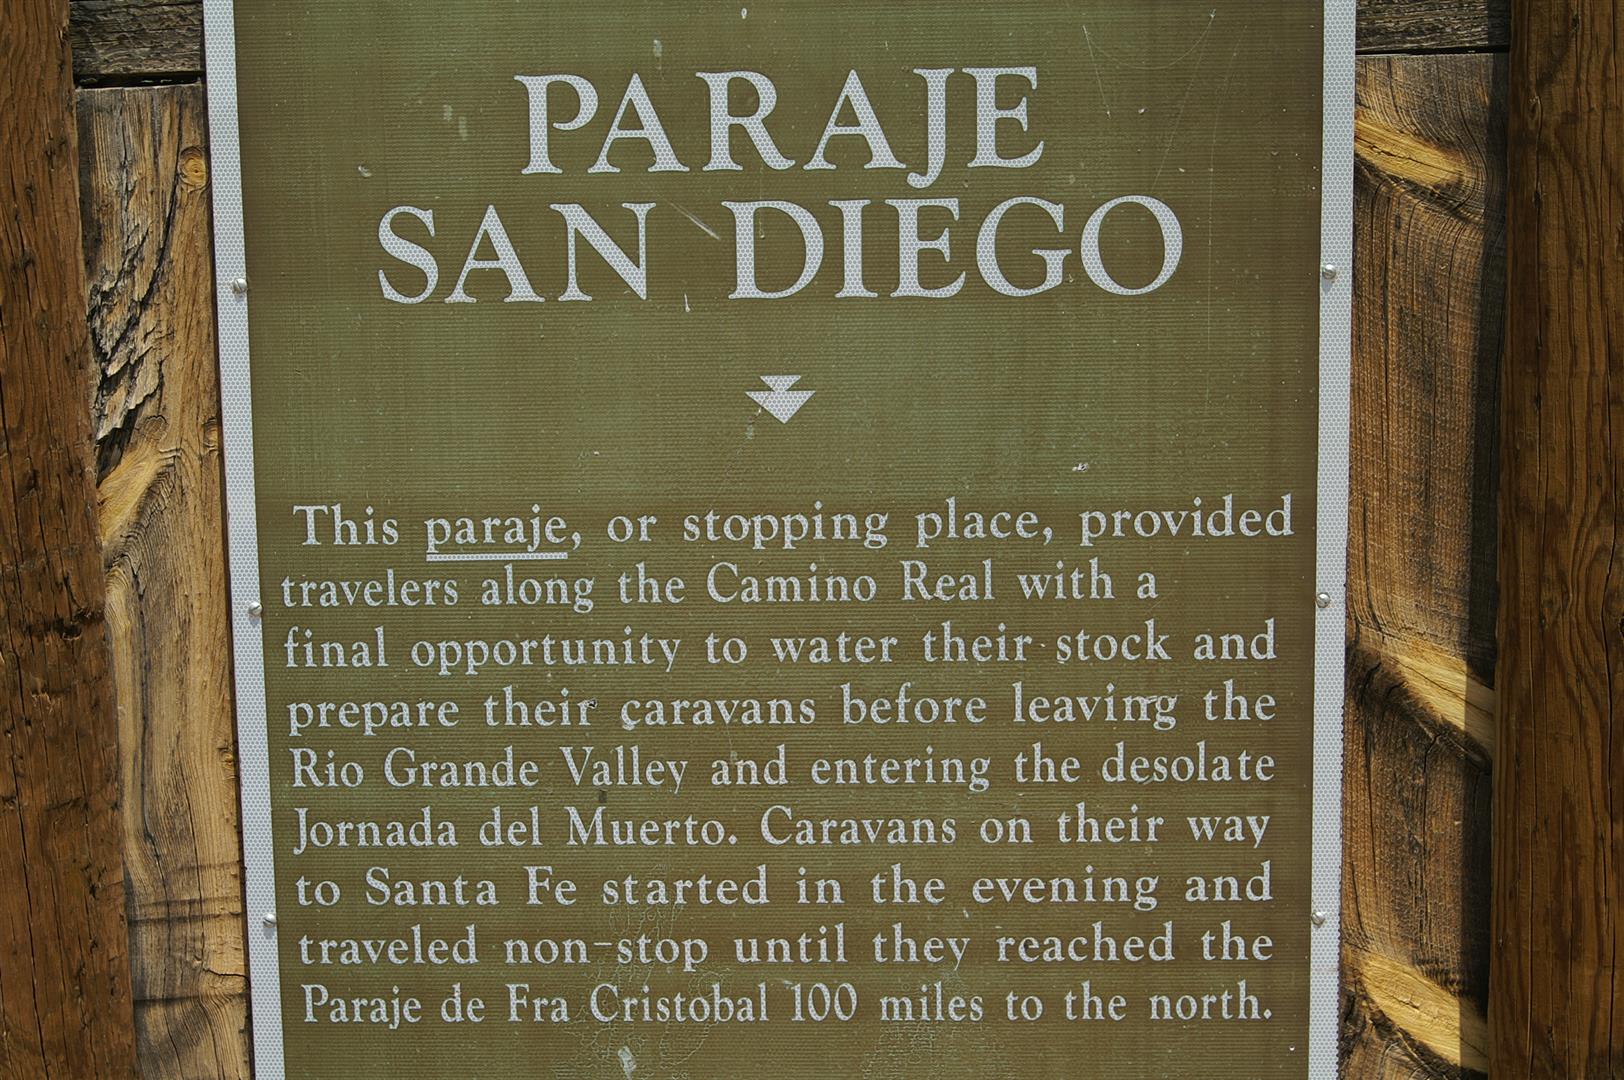 PARAJE
SAN DIEGO
This paraje, or stopping place, provided
travelers along the Camino Real with a
final opportunity to water their stock and
prepare their caravans before leaving the
Rio Grande Valley and entering the desolate
Jornada del Muerto. Caravans on their way
to Santa Fe started in the evening and
traveled non-stop until they reached the
Paraje de Fra Cristobal 100 miles to the north.